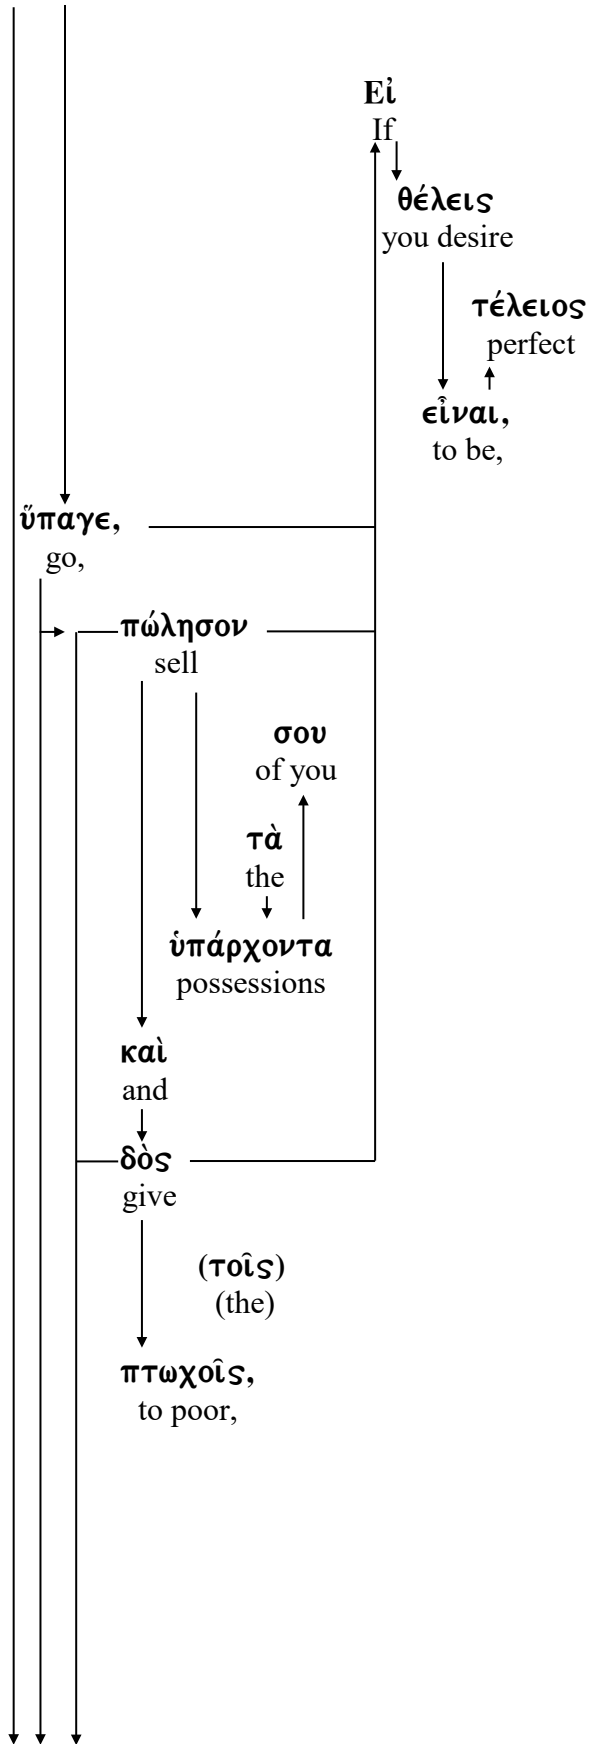 Εἰ
If
θέλεις
you desire
τέλειος
perfect
εἶναι,
to be,
ὕπαγε,
go,
πώλησον
sell
σου
of you
τὰ
the
ὑπάρχοντα
possessions
καὶ
and
δὸς
give
(τοῖς)
(the)
πτωχοῖς,
to poor,